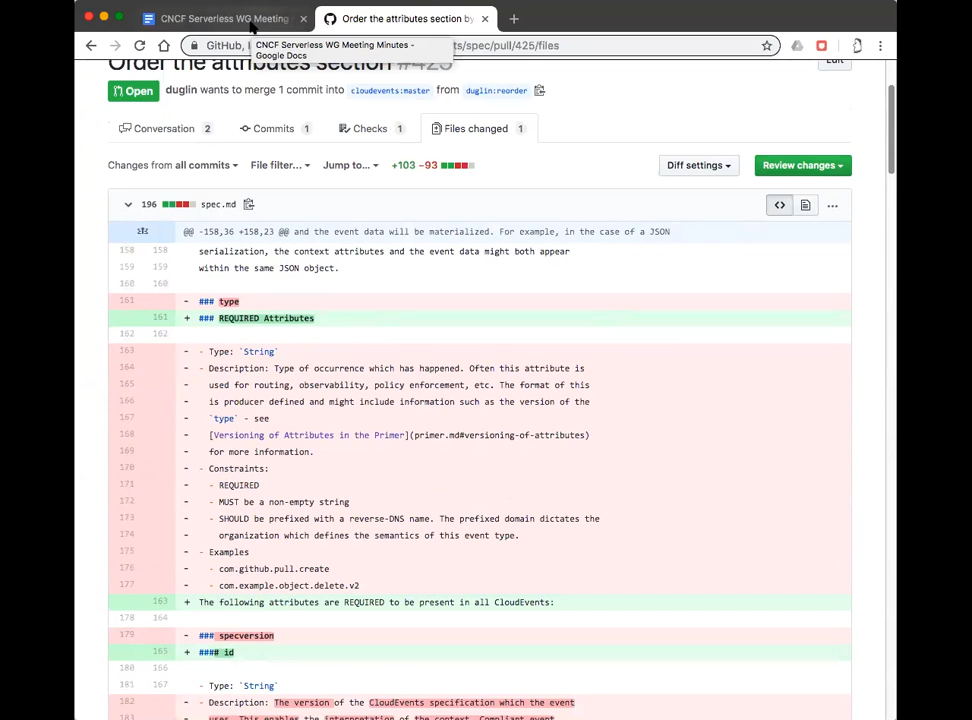 CNCF Serverless WG Meeting
Order the attributes section by
GitHub,
CNCF Serverless WG Meeting Minutes -
Google Docs
ts/spec/pull/425/files
Order the attributes section #425
Edit
Open
duglin wants to merge 1 commit into cloudevents:master from duglin:reorder
Conversation 2
Commits 1
Checks 1
Files changed 1
Changes from all commits
File filter...
Jump to...
+103 −93
Diff settings
Review changes
196 spec.md
@@ -158,36 +158,23 @@ and the event data will be materialized. For example, in the case of a JSON
158 158 serialization, the context attributes and the event data might both appear
159 159 within the same JSON object.
160 160
161 - ### type
161 + ### REQUIRED Attributes
162 162
163 - - Type: `String`
164 - - Description: Type of occurrence which has happened. Often this attribute is
165 - used for routing, observability, policy enforcement, etc. The format of this
166 - is producer defined and might include information such as the version of the
167 - `type` - see
168 - [Versioning of Attributes in the Primer](primer.md#versioning-of-attributes)
169 - for more information.
170 - - Constraints:
171 - - REQUIRED
172 - - MUST be a non-empty string
173 - - SHOULD be prefixed with a reverse-DNS name. The prefixed domain dictates the
174 - organization which defines the semantics of this event type.
175 - - Examples
176 - - com.github.pull.create
177 - - com.example.object.delete.v2
163 + The following attributes are REQUIRED to be present in all CloudEvents:
178 164
179 - ### specversion
165 + #### id
180 166
181 167 - Type: `String`
182 - - Description: The version of the CloudEvents specification which the event
183 - uses. This enables the interpretation of the context. Compliant event